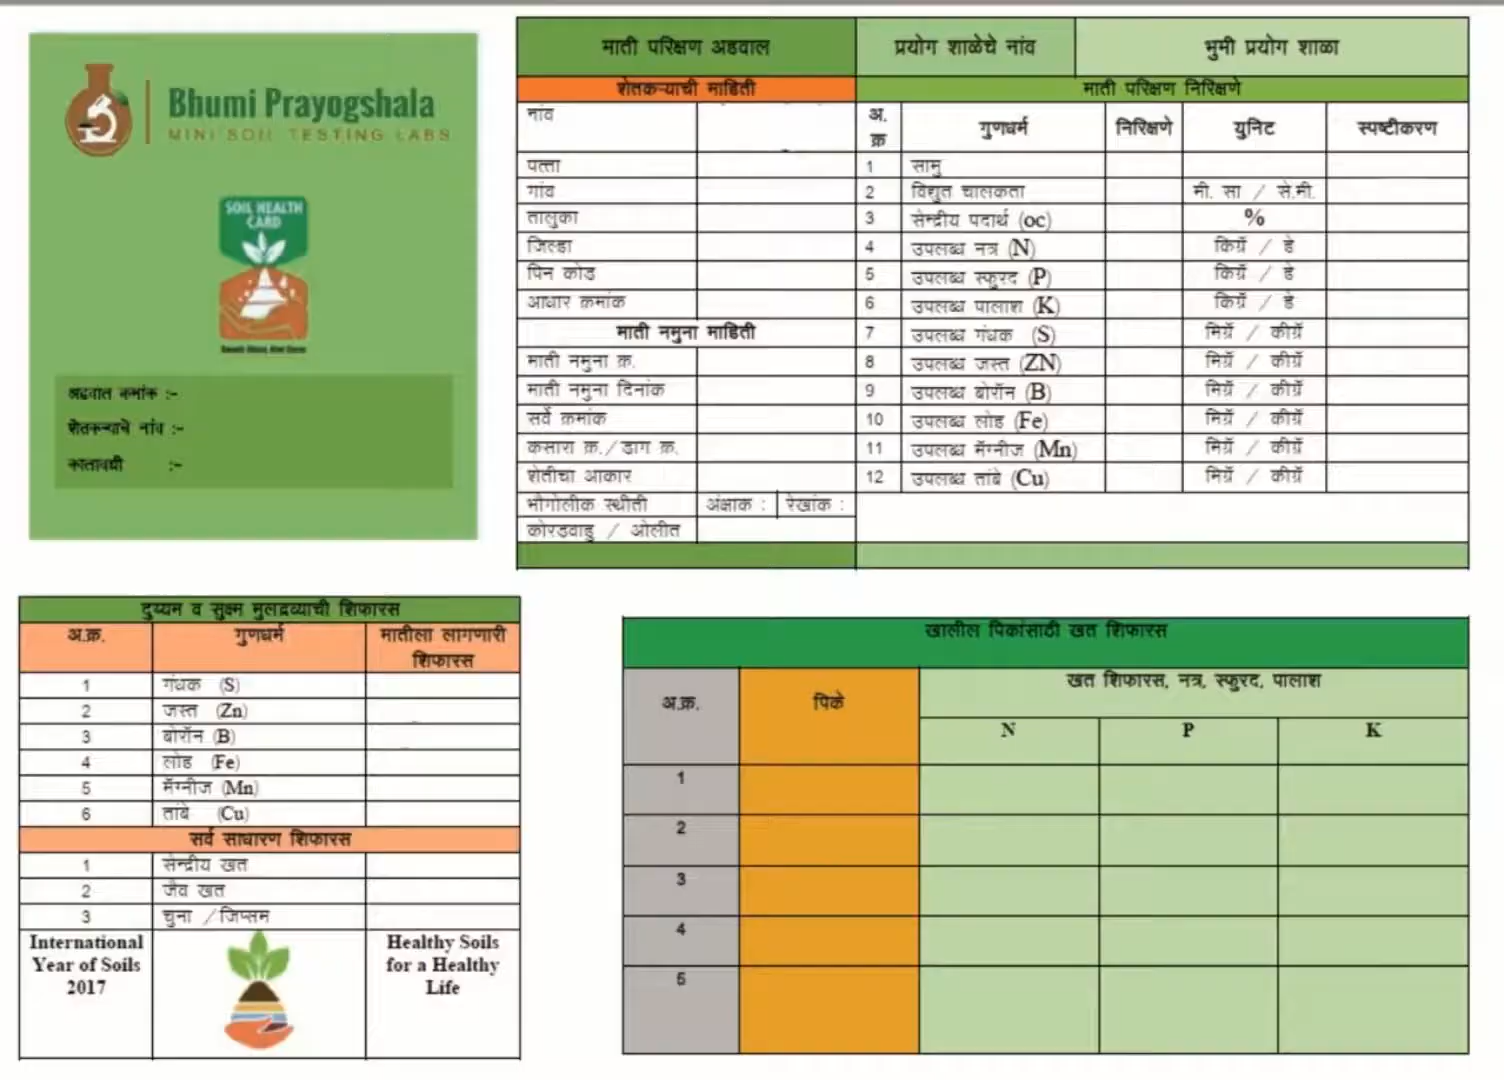 Bhumi Prayogshala
MINI SOIL TESTING LABS
SOIL HEALTH
CARD
अढवाल क्रमांक :-
शेतकऱ्याचे नांव :-
कालावधी :-
माती परिक्षण अडवाल प्रयोग शाळेचे नांव भुमी प्रयोग शाळा
शेतकऱ्याची माहिती माती परिक्षण निरिक्षणे
नांव अ. क्र गुणधर्म निरिक्षणे युनिट स्पष्टीकरण
पत्ता 1 सामु
गांव 2 विद्युत चालकता मी. सा / से.मी.
तालुका 3 सेन्द्रीय पदार्थ (oc) %
जिल्हा 4 उपलब्ध नत्र (N) किग्रॅ / हे
पिन कोड 5 उपलब्ध स्फुरद (P) किग्रॅ / हे
आधार क्रमांक 6 उपलब्ध पालाश (K) किग्रॅ / हे
माती नमुना माहिती 7 उपलब्ध गंधक (S) मिग्रॅ / कीग्रॅ
माती नमुना क्र. 8 उपलब्ध जस्त (ZN) मिग्रॅ / कीग्रॅ
माती नमुना दिनांक 9 उपलब्ध बोरॉन (B) मिग्रॅ / कीग्रॅ
सर्वे क्रमांक 10 उपलब्ध लोह (Fe) मिग्रॅ / कीग्रॅ
कसारा क्र./ डाग क्र. 11 उपलब्ध मॅग्नीज (Mn) मिग्रॅ / कीग्रॅ
शेतीचा आकार 12 उपलब्ध तांबे (Cu) मिग्रॅ / कीग्रॅ
भौगोलीक स्थीती अंक्षाक : रेखांक :
कोरडवाहु / ओलीत
दुय्यम व सुक्ष्म मुलद्रव्याची शिफारस
अ.क्र. गुणधर्म मातीला लागणारी
शिफारस
1 गंधक (S)
2 जस्त (Zn)
3 बोरॉन (B)
4 लोह (Fe)
5 मॅग्नीज (Mn)
6 तांबे (Cu)
सर्व साधारण शिफारस
1 सेन्द्रीय खत
2 जैव खत
3 चुना /जिप्सम
International
Year of Soils
2017
Healthy Soils
for a Healthy
Life
खालील पिकांसाठी खत शिफारस
अ.क्र. पिके खत शिफारस, नत्र, स्फुरद, पालाश
N P K
1
2
3
4
5